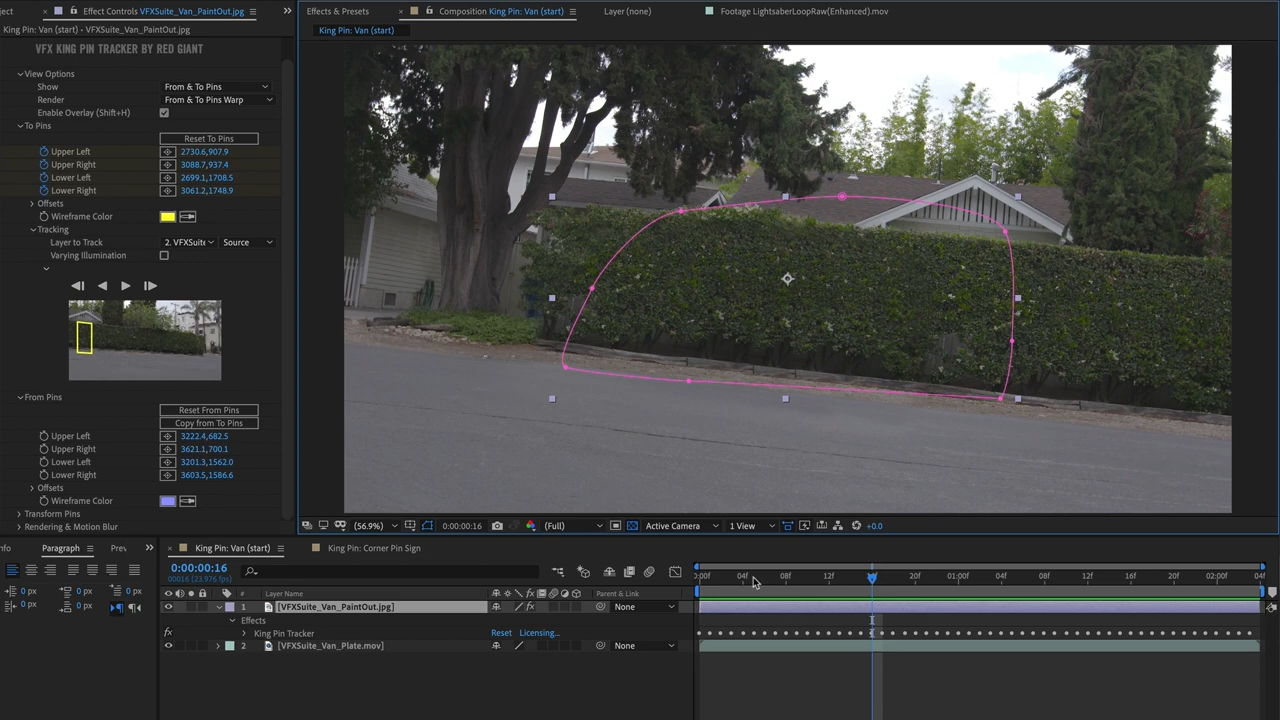 ject
Effect Controls VFXSuite_Van_PaintOut.jpg
Effects & Presets
Composition King Pin: Van (start)
Layer (none)
Footage LightsaberLoopRaw(Enhanced).mov
King Pin: Van (start) • VFXSuite_Van_PaintOut.jpg
King Pin: Van (start)
VFX KING PIN TRACKER BY RED GIANT
View Options
Show From & To Pins
Render From & To Pins Warp
Enable Overlay (Shift+H)
To Pins
Reset To Pins
Upper Left 2730.6,907.9
Upper Right 3088.7,937.4
Lower Left 2699.1,1708.5
Lower Right 3061.2,1748.9
Offsets
Wireframe Color
Tracking
Layer to Track 2. VFXSuite Source
Varying Illumination
From Pins
Reset From Pins
Copy from To Pins
Upper Left 3222.4,682.5
Upper Right 3621.1,700.1
Lower Left 3201.3,1562.0
Lower Right 3603.5,1586.6
Offsets
Wireframe Color
Transform Pins
Rendering & Motion Blur
(56.9%) 0:00:00:16 (Full) Active Camera 1 View +0.0
nfo Paragraph Prev
King Pin: Van (start) King Pin: Corner Pin Sign
0:00:00:16
00016 (23.976 fps)
):00f 04f 08f 12f 20f 01:00f 04f 08f 12f 16f 20f 02:00f 04f
# Layer Name Parent & Link
1 [VFXSuite_Van_PaintOut.jpg] fx None
Effects
fx King Pin Tracker Reset Licensing...
2 [VFXSuite_Van_Plate.mov] None
0 px 0 px 0 px
0 px 0 px